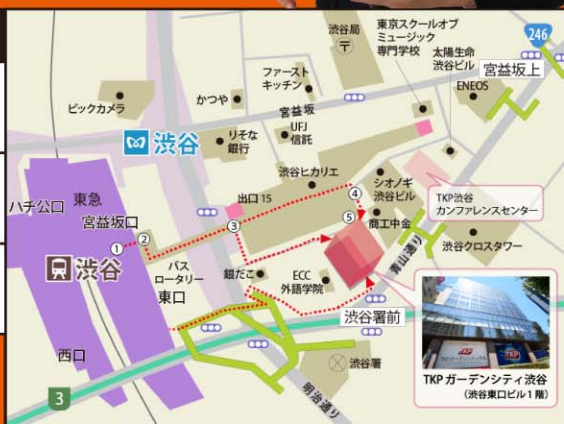 渋谷局
東京スクールオブ
ミュージック
専門学校
太陽生命
渋谷ビル
246
宮益坂上
ENEOS
ファースト
キッチン
ビックカメラ
かつや
宮益坂
UFJ
信託
渋谷
りそな
銀行
渋谷ヒカリエ
シオノギ
渋谷ビル
出口 15
TKP渋谷
カンファレンスセンター
ハチ公口
東急
宮益坂口
商工中金
渋谷クロスタワー
①
②
③
④
⑤
渋谷
バス
ロータリー
東口
銀だこ
ECC
外語学院
青山通り
渋谷署前
西口
渋谷署
明治通り
3
TKP
TKP ガーデンシティ渋谷
(渋谷東口ビル1階)